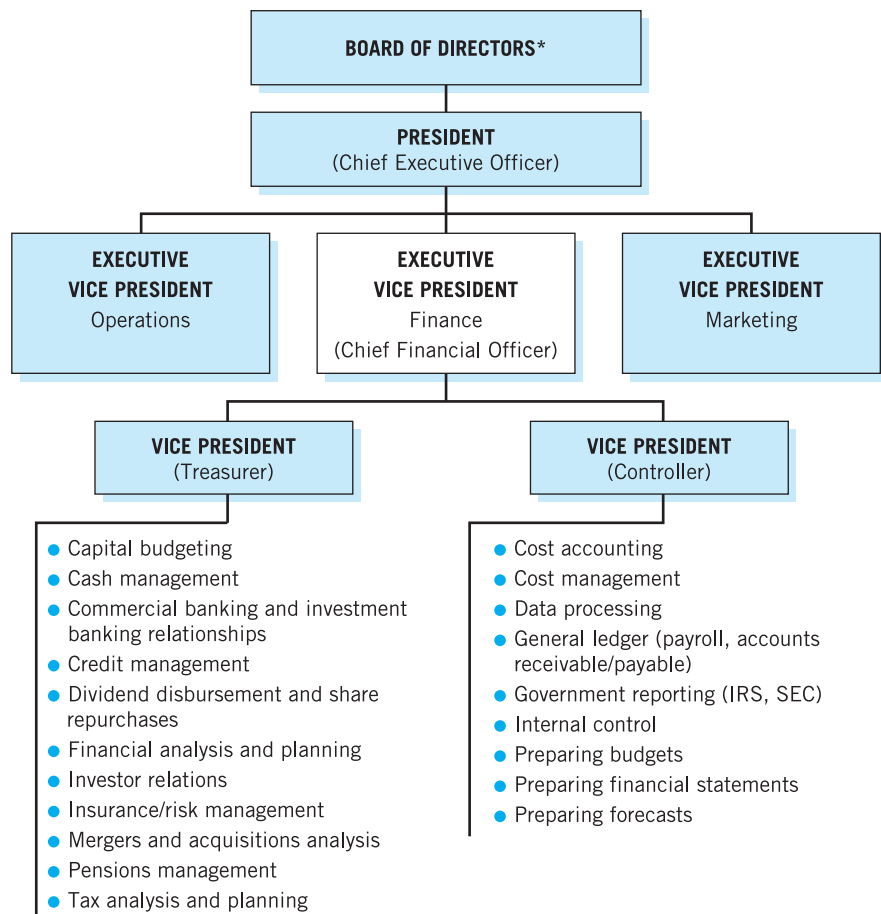 BOARD OF DIRECTORS*
PRESIDENT
(Chief Executive Officer)
EXECUTIVE
VICE PRESIDENT
Operations
EXECUTIVE
VICE PRESIDENT
Finance
(Chief Financial Officer)
EXECUTIVE
VICE PRESIDENT
Marketing
VICE PRESIDENT
(Treasurer)
• Capital budgeting
• Cash management
• Commercial banking and investment
banking relationships
• Credit management
• Dividend disbursement and share
repurchases
• Financial analysis and planning
• Investor relations
• Insurance/risk management
• Mergers and acquisitions analysis
• Pensions management
• Tax analysis and planning
VICE PRESIDENT
(Controller)
• Cost accounting
• Cost management
• Data processing
• General ledger (payroll, accounts
receivable/payable)
• Government reporting (IRS, SEC)
• Internal control
• Preparing budgets
• Preparing financial statements
• Preparing forecasts